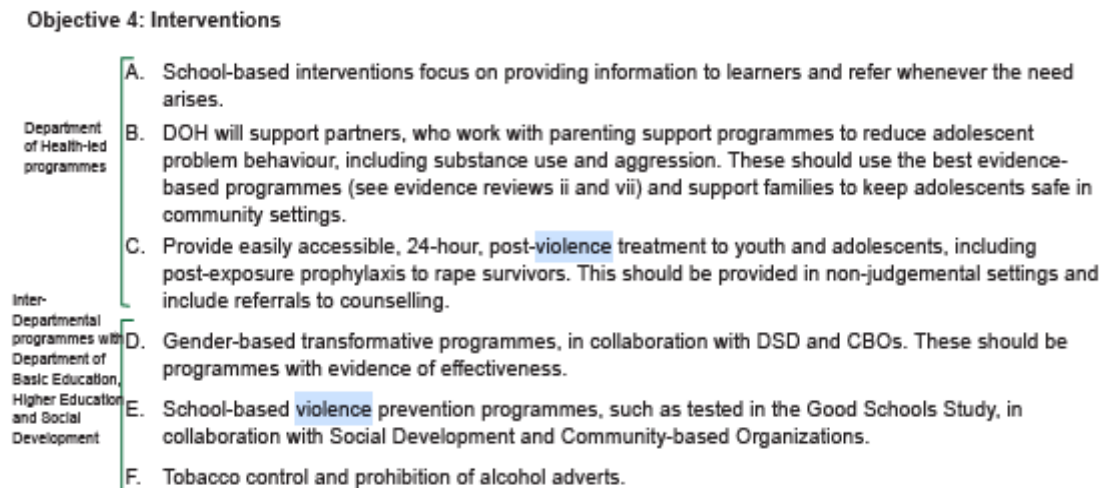 Objective 4: Interventions
Department
of Health-led
programmes
A. School-based interventions focus on providing information to learners and refer whenever the need
arises.
B. DOH will support partners, who work with parenting support programmes to reduce adolescent
problem behaviour, including substance use and aggression. These should use the best evidence-
based programmes (see evidence reviews ii and vii) and support families to keep adolescents safe in
community settings.
C. Provide easily accessible, 24-hour, post-violence treatment to youth and adolescents, including
post-exposure prophylaxis to rape survivors. This should be provided in non-judgemental settings and
include referrals to counselling.
Inter-
Departmental
programmes with
Department of
Basic Education,
Higher Education
and Social
Development
D. Gender-based transformative programmes, in collaboration with DSD and CBOs. These should be
programmes with evidence of effectiveness.
E. School-based violence prevention programmes, such as tested in the Good Schools Study, in
collaboration with Social Development and Community-based Organizations.
F. Tobacco control and prohibition of alcohol adverts.